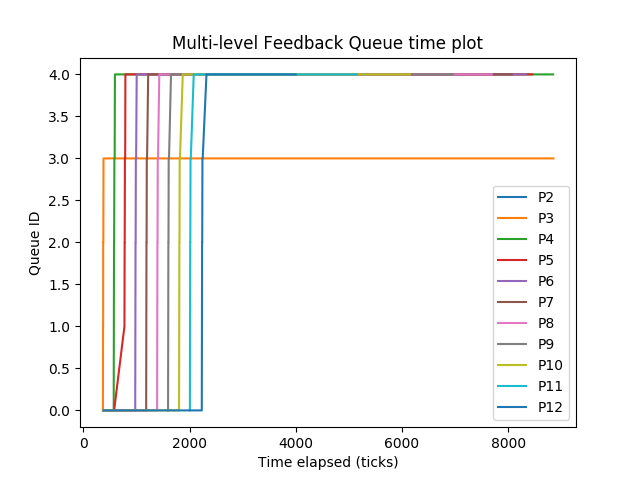 Multi-level Feedback Queue time plot
4.0
3.5
3.0
2.5
2.0
1.5
1.0
0.5
0.0
Queue ID
0 2000 4000 6000 8000
Time elapsed (ticks)
P2
P3
P4
P5
P6
P7
P8
P9
P10
P11
P12